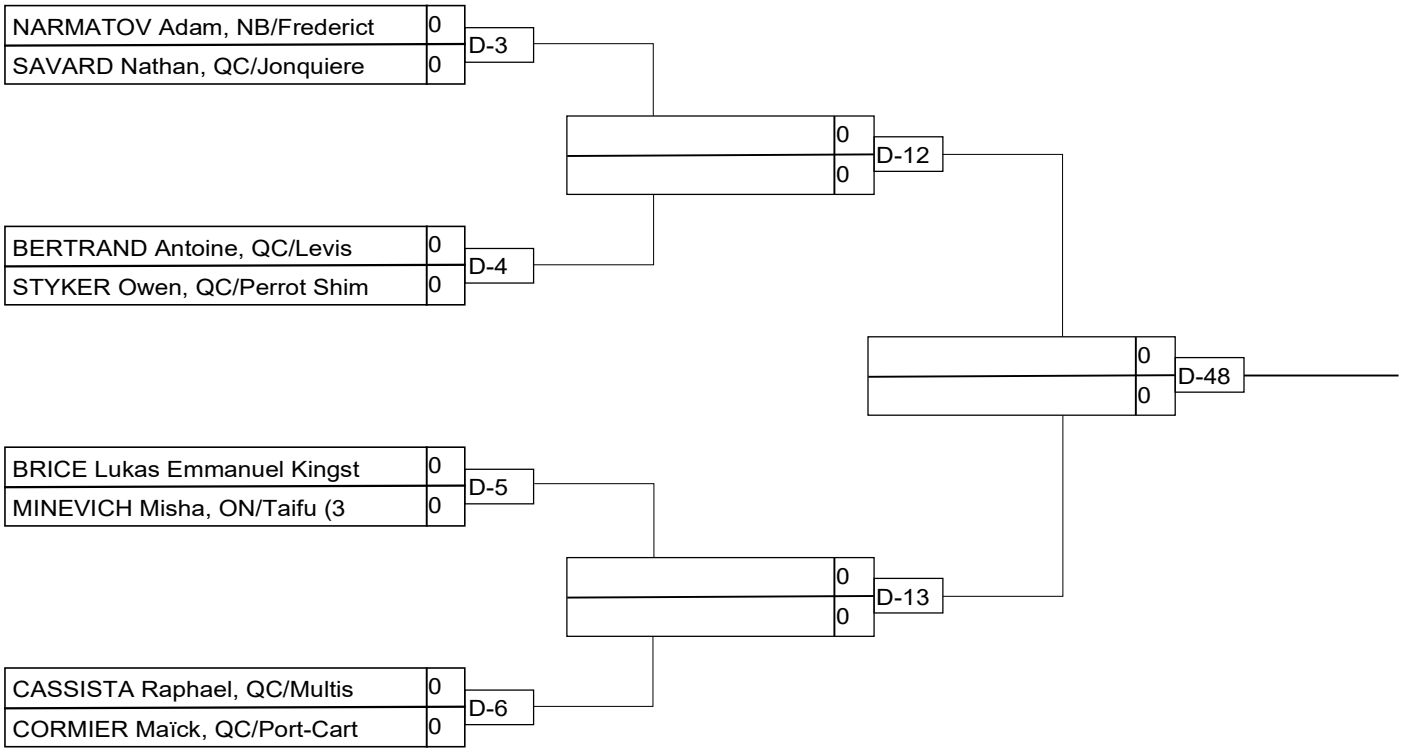 NARMATOV Adam, NB/Frederict 0
D-3
SAVARD Nathan, QC/Jonquiere 0
0
D-12
0
BERTRAND Antoine, QC/Levis 0
D-4
STYKER Owen, QC/Perrot Shim 0
0
D-48
0
BRICE Lukas Emmanuel Kingst 0
D-5
MINEVICH Misha, ON/Taifu (3 0
0
D-13
0
CASSISTA Raphael, QC/Multis 0
D-6
CORMIER Maïck, QC/Port-Cart 0